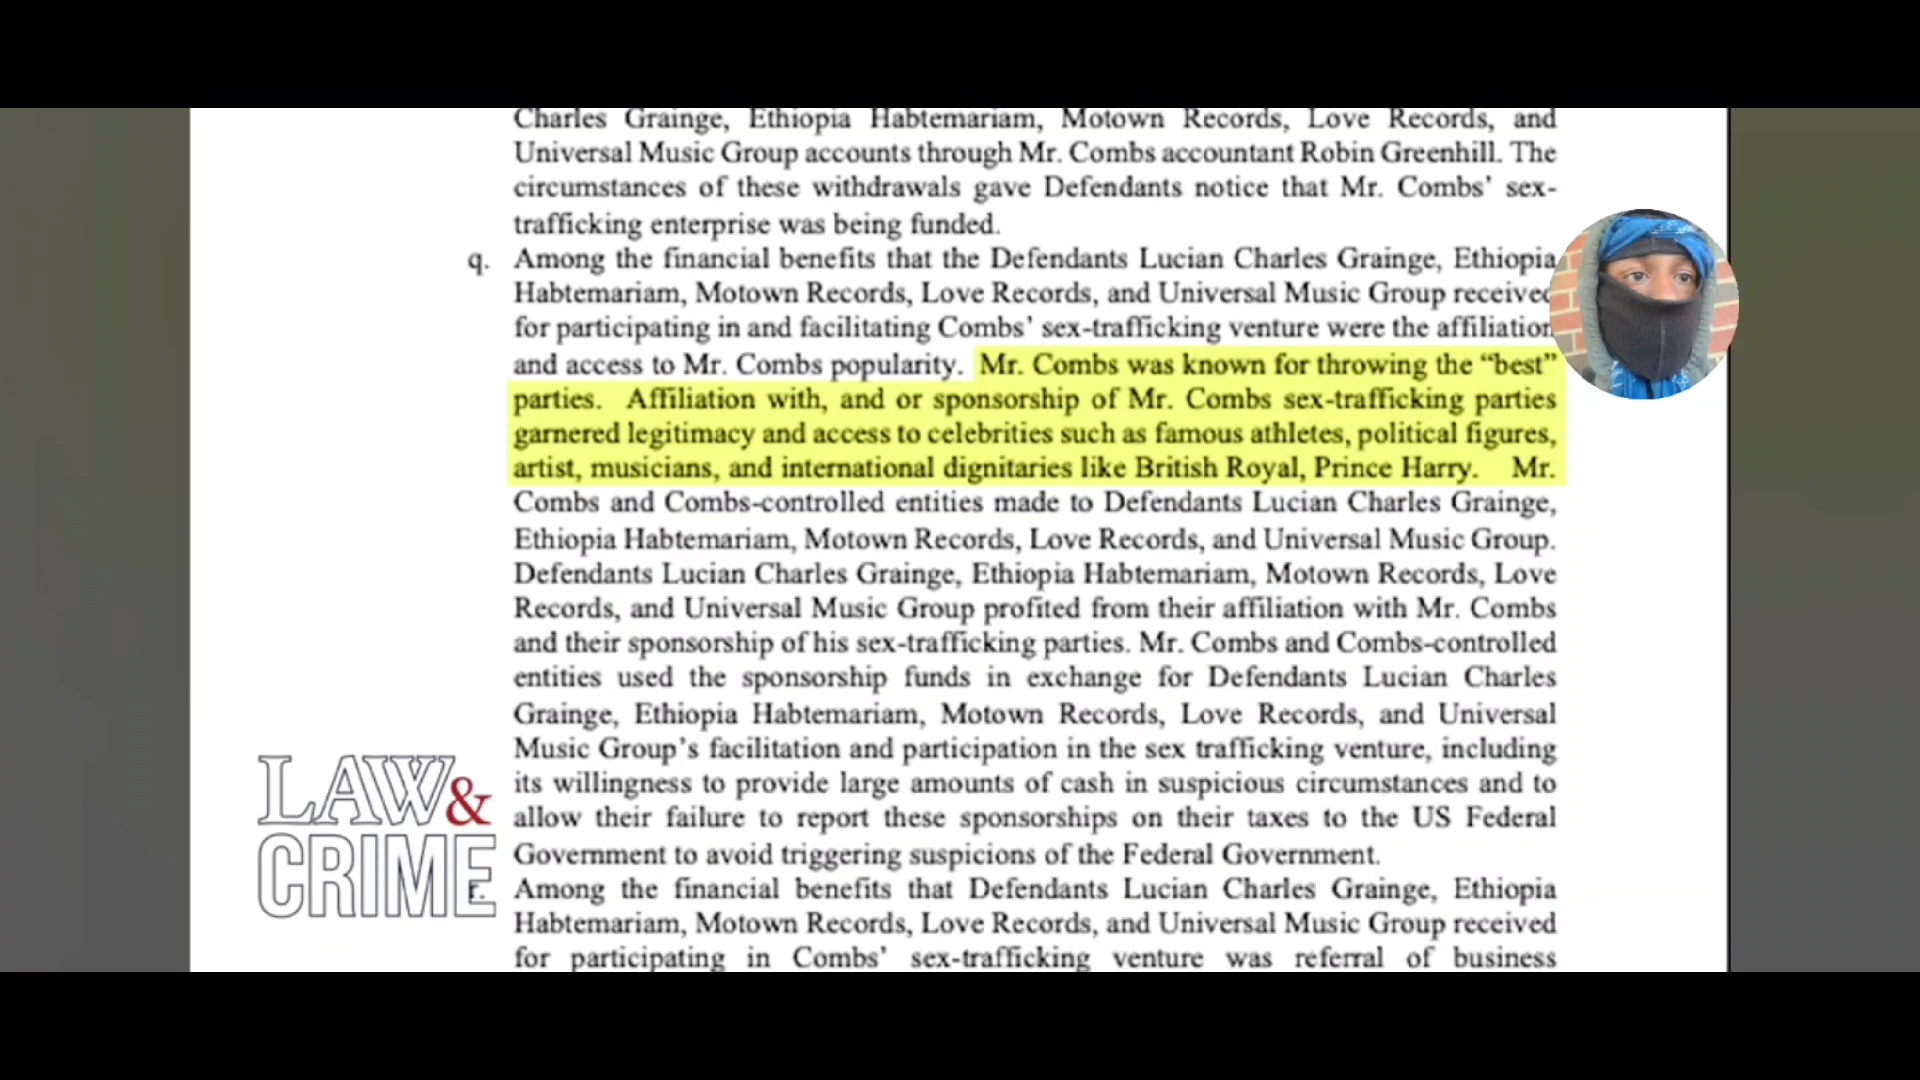 Charles Grainge, Ethiopia Habtemariam, Motown Records, Love Records, and
Universal Music Group accounts through Mr. Combs accountant Robin Greenhill. The
circumstances of these withdrawals gave Defendants notice that Mr. Combs’ sex-
trafficking enterprise was being funded.
q. Among the financial benefits that the Defendants Lucian Charles Grainge, Ethiopia
Habtemariam, Motown Records, Love Records, and Universal Music Group received
for participating in and facilitating Combs’ sex-trafficking venture were the affiliation
and access to Mr. Combs popularity. Mr. Combs was known for throwing the “best”
parties. Affiliation with, and or sponsorship of Mr. Combs sex-trafficking parties
garnered legitimacy and access to celebrities such as famous athletes, political figures,
artist, musicians, and international dignitaries like British Royal, Prince Harry. Mr.
Combs and Combs-controlled entities made to Defendants Lucian Charles Grainge,
Ethiopia Habtemariam, Motown Records, Love Records, and Universal Music Group.
Defendants Lucian Charles Grainge, Ethiopia Habtemariam, Motown Records, Love
Records, and Universal Music Group profited from their affiliation with Mr. Combs
and their sponsorship of his sex-trafficking parties. Mr. Combs and Combs-controlled
entities used the sponsorship funds in exchange for Defendants Lucian Charles
Grainge, Ethiopia Habtemariam, Motown Records, Love Records, and Universal
Music Group’s facilitation and participation in the sex trafficking venture, including
its willingness to provide large amounts of cash in suspicious circumstances and to
allow their failure to report these sponsorships on their taxes to the US Federal
Government to avoid triggering suspicions of the Federal Government.
r. Among the financial benefits that Defendants Lucian Charles Grainge, Ethiopia
Habtemariam, Motown Records, Love Records, and Universal Music Group received
for participating in Combs’ sex-trafficking venture was referral of business
LAW&
CRIME